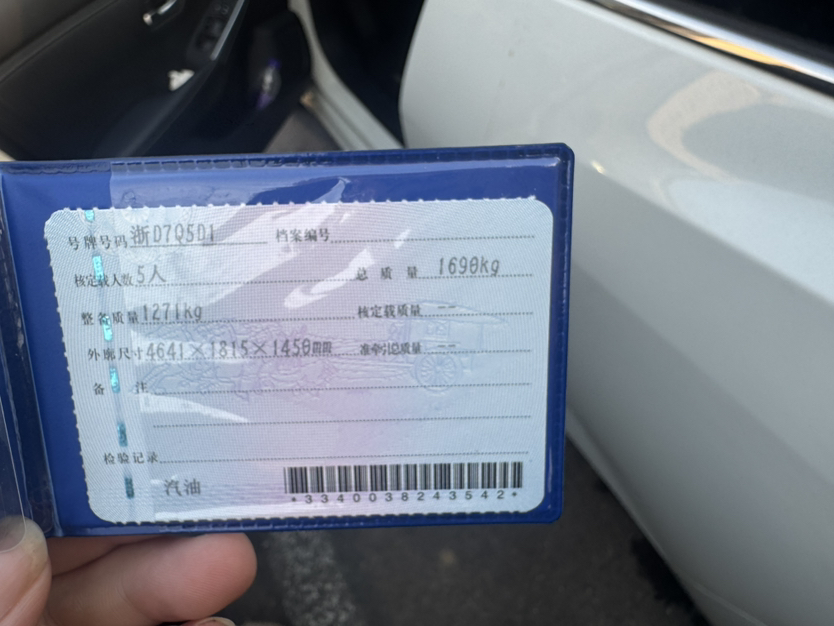 号牌号码 浙D7Q5D1 档案编号
核定载人数 5人 总质量 1690kg
整备质量 1271kg 核定载质量 --
外廓尺寸 4641×1815×1450mm 准牵引总质量 --
备注
检验记录
汽油
*3340038243542*